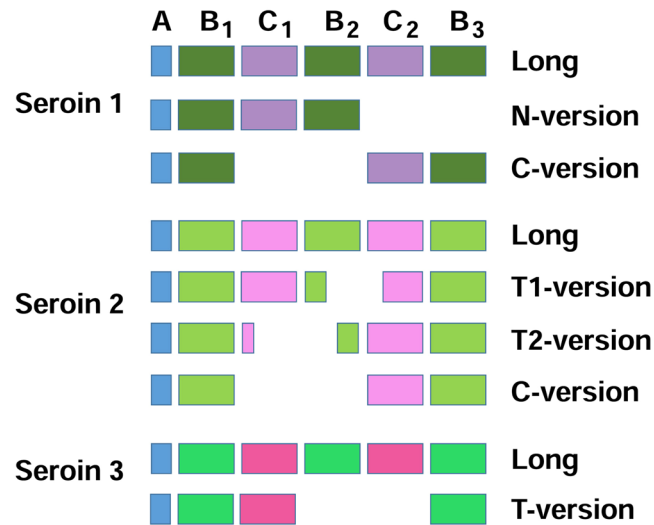 A B1 C1 B2 C2 B3
Long
Seroin 1
N-version
C-version
Long
T1-version
Seroin 2
T2-version
C-version
Long
Seroin 3
T-version